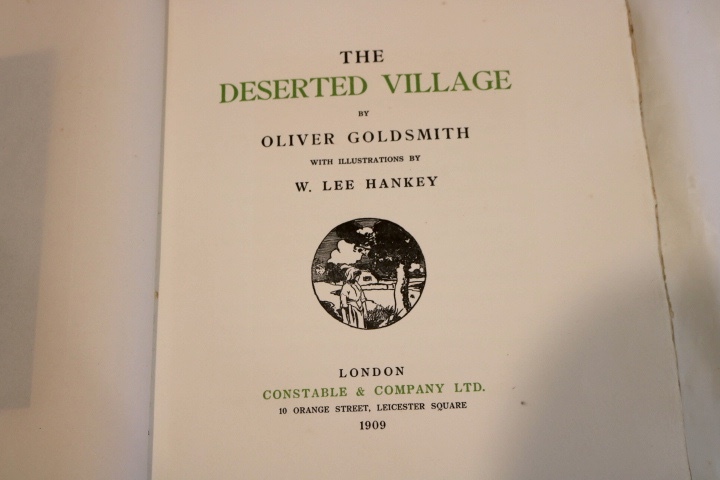 THE
DESERTED VILLAGE
BY
OLIVER GOLDSMITH
WITH ILLUSTRATIONS BY
W. LEE HANKEY
LONDON
CONSTABLE & COMPANY LTD.
10 ORANGE STREET, LEICESTER SQUARE
1909